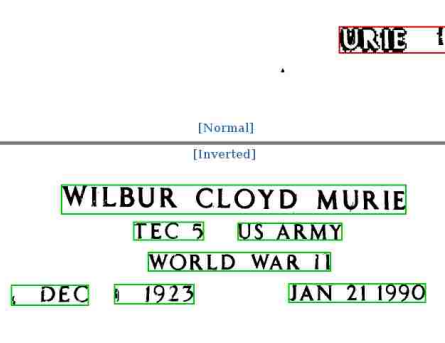 URIE
[Normal]
[Inverted]
WILBUR CLOYD MURIE
TEC 5 US ARMY
WORLD WAR II
DEC 1923 JAN 21 1990